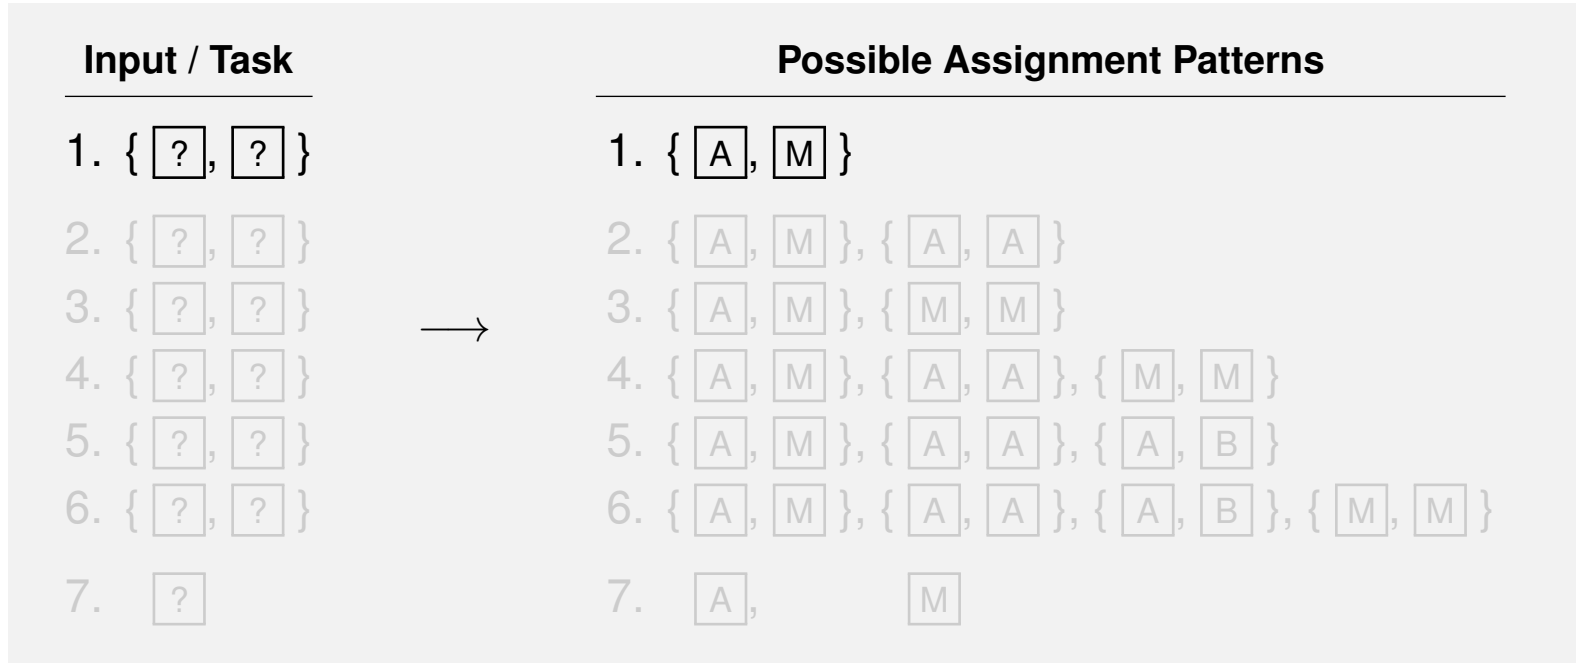 Input / Task Possible Assignment Patterns
1. { ?, ? } 1. { A, M }
2. { ?, ? } 2. { A, M }, { A, A }
3. { ?, ? } 3. { A, M }, { M, M }
4. { ?, ? } → 4. { A, M }, { A, A }, { M, M }
5. { ?, ? } 5. { A, M }, { A, A }, { A, B }
6. { ?, ? } 6. { A, M }, { A, A }, { A, B }, { M, M }
7. ? 7. A, M